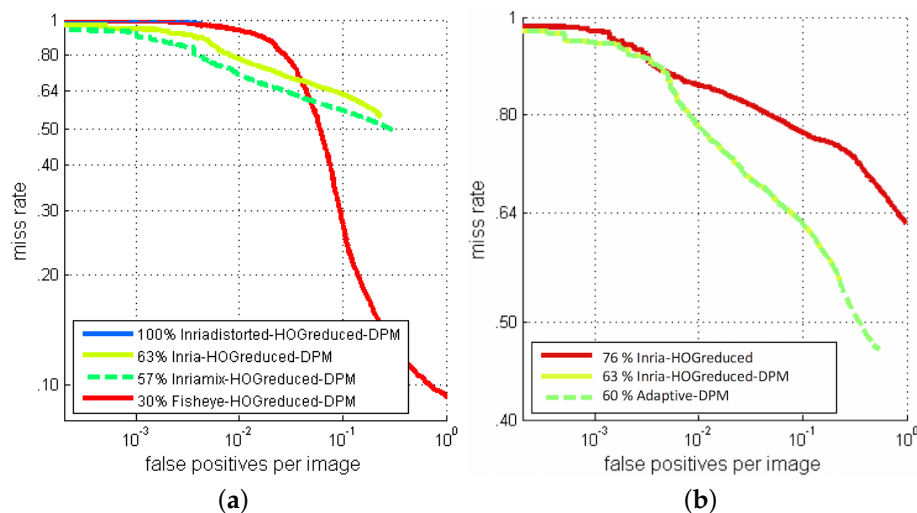 1
.80
.64
.50
.40
.30
.20
.10
miss rate
100% Inriadistorted-HOGreduced-DPM
63% Inria-HOGreduced-DPM
57% Inriamix-HOGreduced-DPM
30% Fisheye-HOGreduced-DPM
10^-3
10^-2
10^-1
10^0
false positives per image
(a)
1
.80
.64
.50
.40
miss rate
76 % Inria-HOGreduced
63 % Inria-HOGreduced-DPM
60 % Adaptive-DPM
10^-3
10^-2
10^-1
10^0
false positives per image
(b)